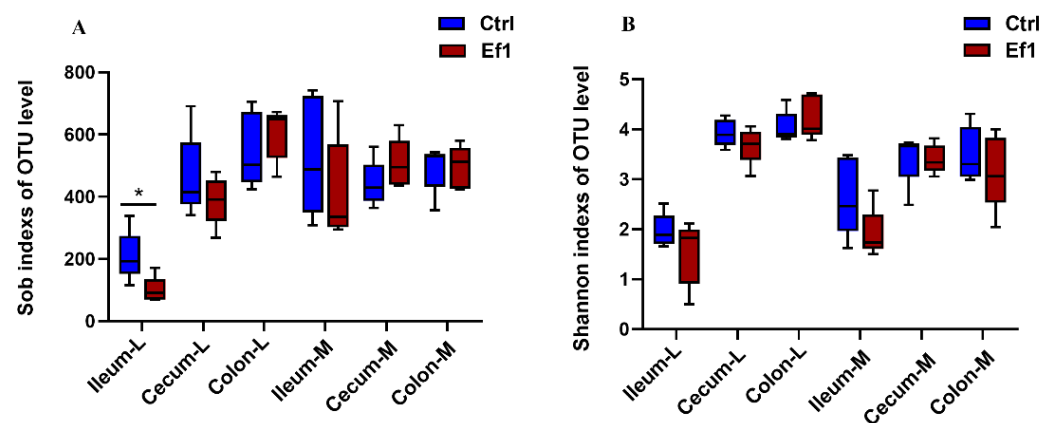 A
Ctrl
Ef1
Sob indexs of OTU level
800
600
400
200
0
*
Ileum-L
Cecum-L
Colon-L
Ileum-M
Cecum-M
Colon-M
B
Ctrl
Ef1
Shannon indexs of OTU level
5
4
3
2
1
0
Ileum-L
Cecum-L
Colon-L
Ileum-M
Cecum-M
Colon-M